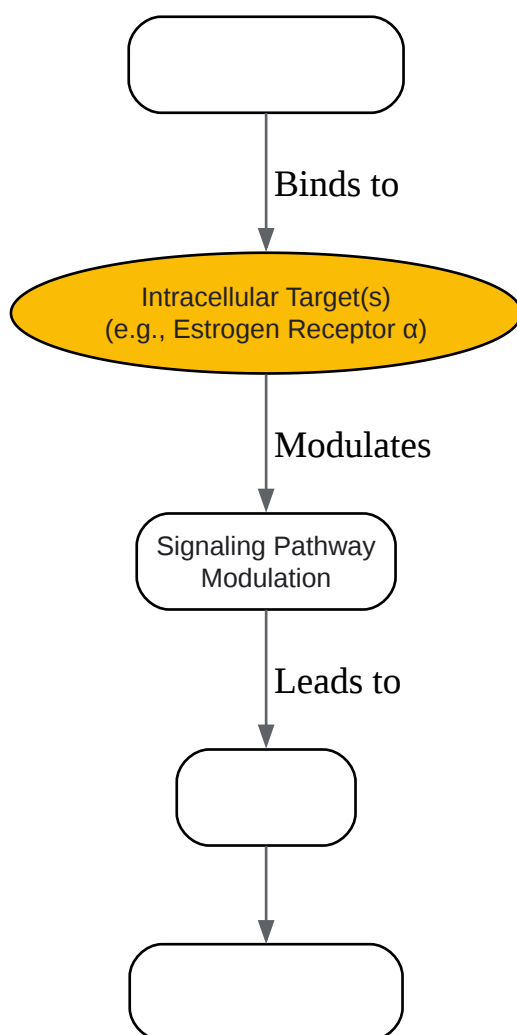 Binds to
Intracellular Target(s)
(e.g., Estrogen Receptor α)
Modulates
Signaling Pathway
Modulation
Leads to